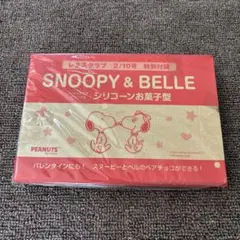 レタスクラブ 2/10号 特別付録
SNOOPY & BELLE
シリコーンお菓子型
PEANUTS
バレンタインにも! スヌーピーとベルのペアチョコができる!